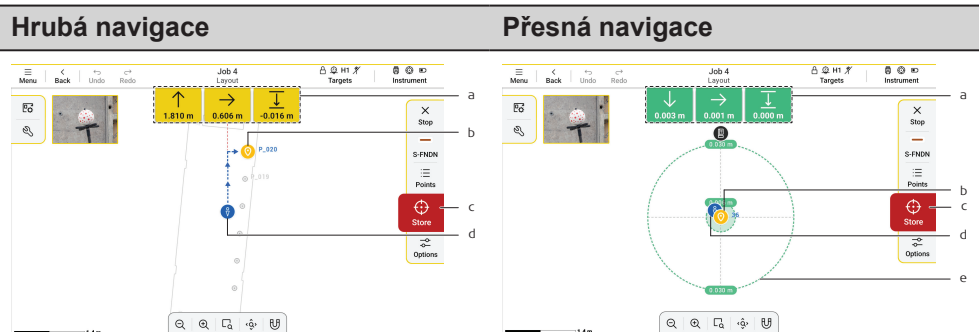 Hrubá navigace
Menu
Back
Undo
Redo
Job 4
Layout
H1
Targets
Instrument
1.810 m
0.606 m
-0.016 m
P_020
P_010
Stop
S-FNDN
Points
Store
Options
a
b
c
d
Přesná navigace
Menu
Back
Undo
Redo
Job 4
Layout
H1
Targets
Instrument
0.003 m
0.001 m
0.000 m
0.030 m
0.030 m
Stop
S-FNDN
Points
Store
Options
a
b
c
d
e